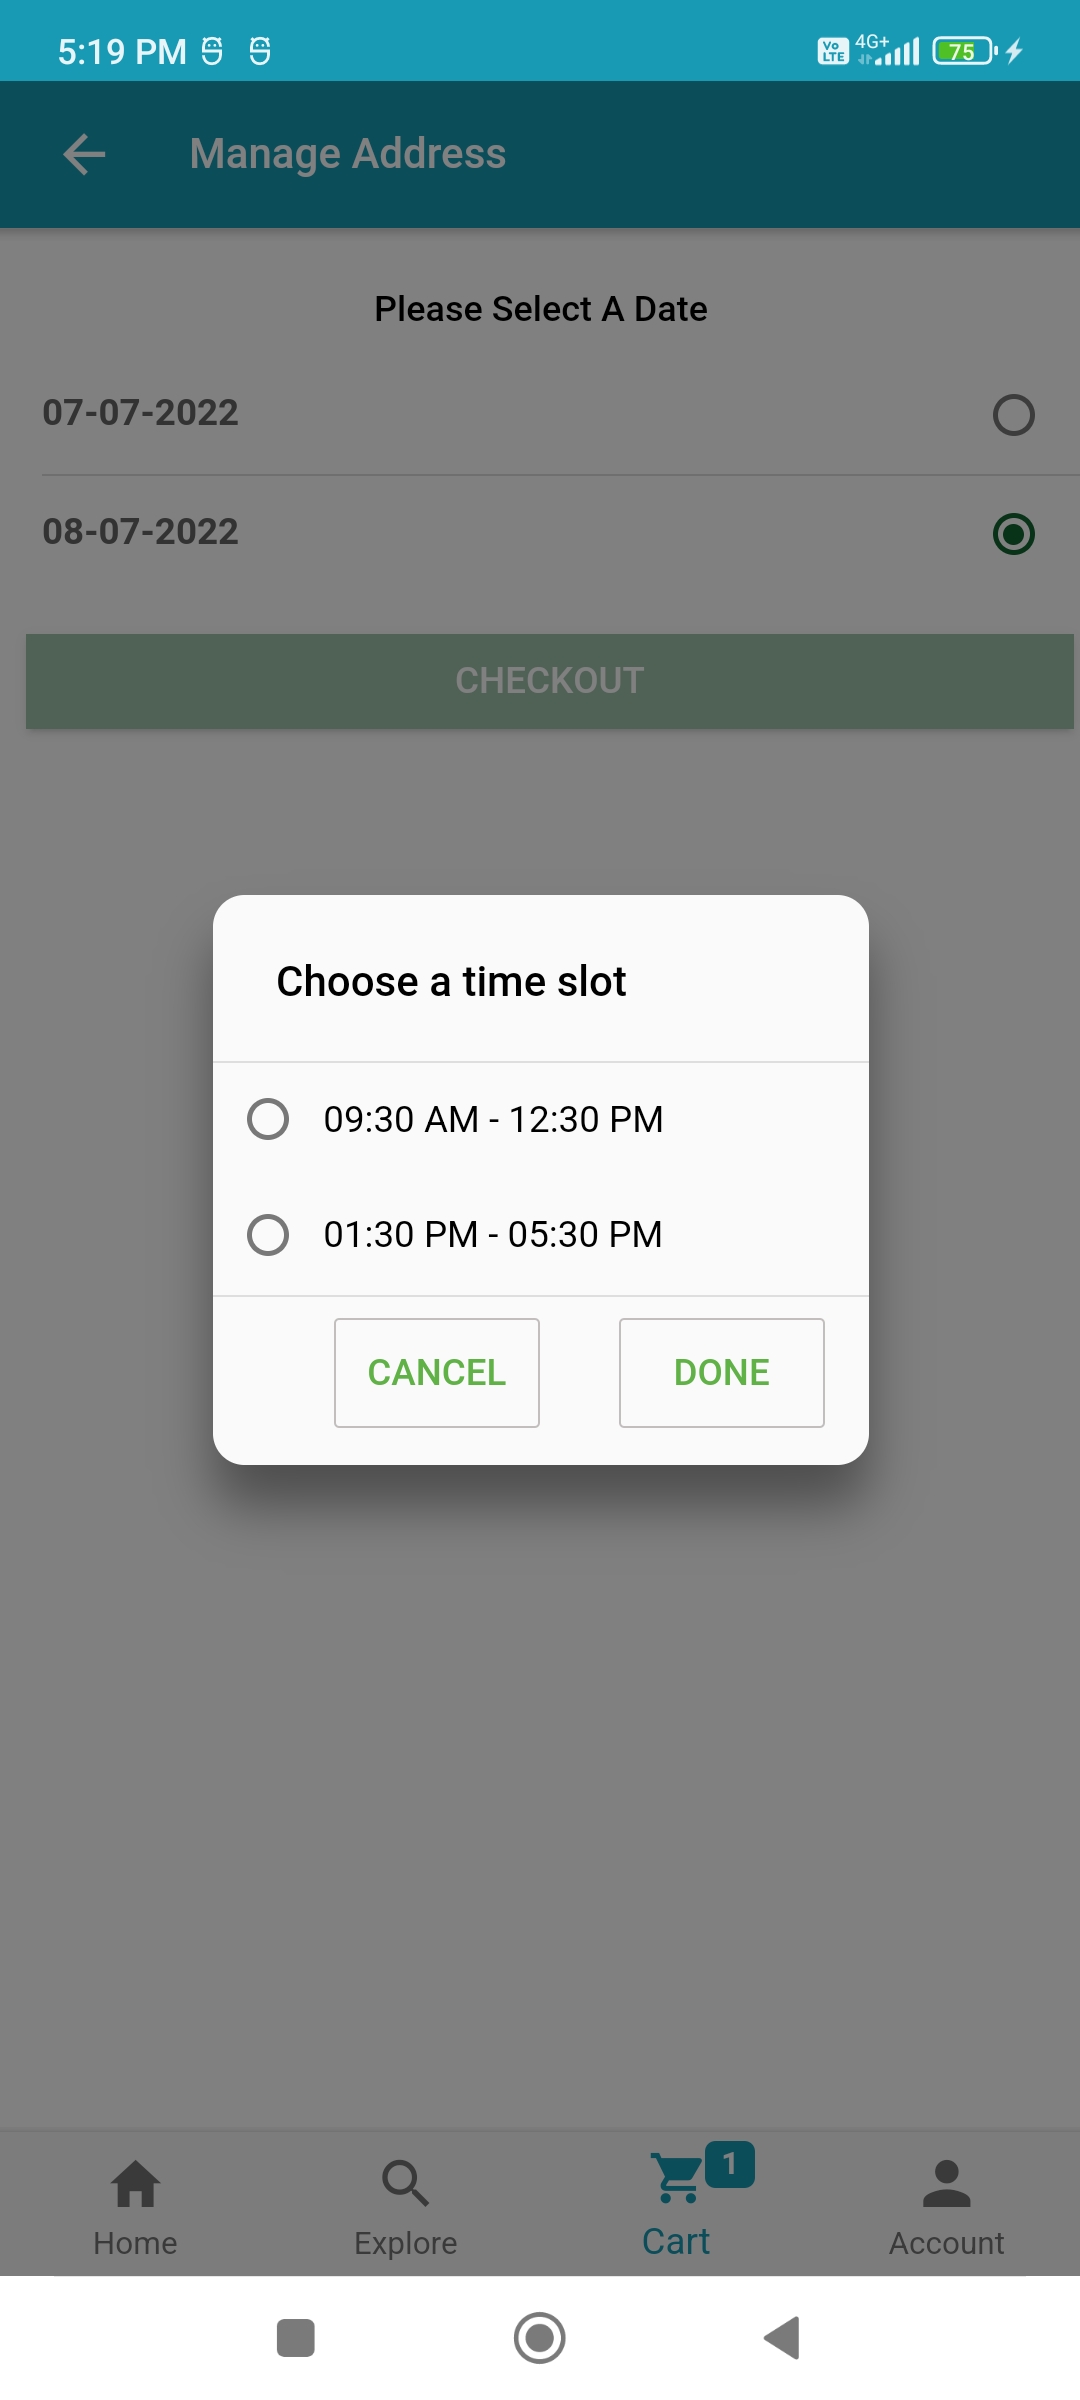 5:19 PM
Vo LTE 4G+ 75
Manage Address
Please Select A Date
07-07-2022
08-07-2022
CHECKOUT
Choose a time slot
09:30 AM - 12:30 PM
01:30 PM - 05:30 PM
CANCEL DONE
1
Home Explore Cart Account